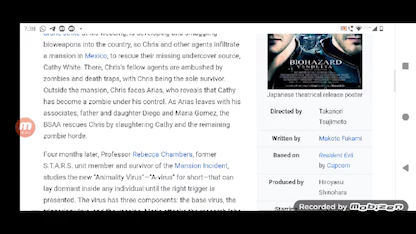 7:39
bioweapons into the country, so Chris and other agents infiltrate
a mansion in Mexico, to rescue their missing undercover source,
Cathy White. There, Chris's fellow agents are ambushed by
zombies and death traps, with Chris being the sole survivor.
Outside the mansion, Chris faces Arias, who reveals that Cathy
has become a zombie under his control. As Arias leaves with his
associates, father and daughter Diego and Maria Gomez, the
BSAA rescues Chris by slaughtering Cathy and the remaining
zombie horde.
Four months later, Professor Rebecca Chambers, former
S.T.A.R.S. unit member and survivor of the Mansion Incident,
studies the new "Animality Virus"—"A-virus" for short—that can
lay dormant inside any individual until the right trigger is
presented. The virus has three components: the base virus, the
BIOHAZARD
VENDETTA
Japanese theatrical release poster
Directed by Takanori
Tsujimoto
Written by Makoto Fukami
Based on Resident Evil
by Capcom
Produced by Hiroyasu
Shinohara
Starring
Recorded by Mobizen